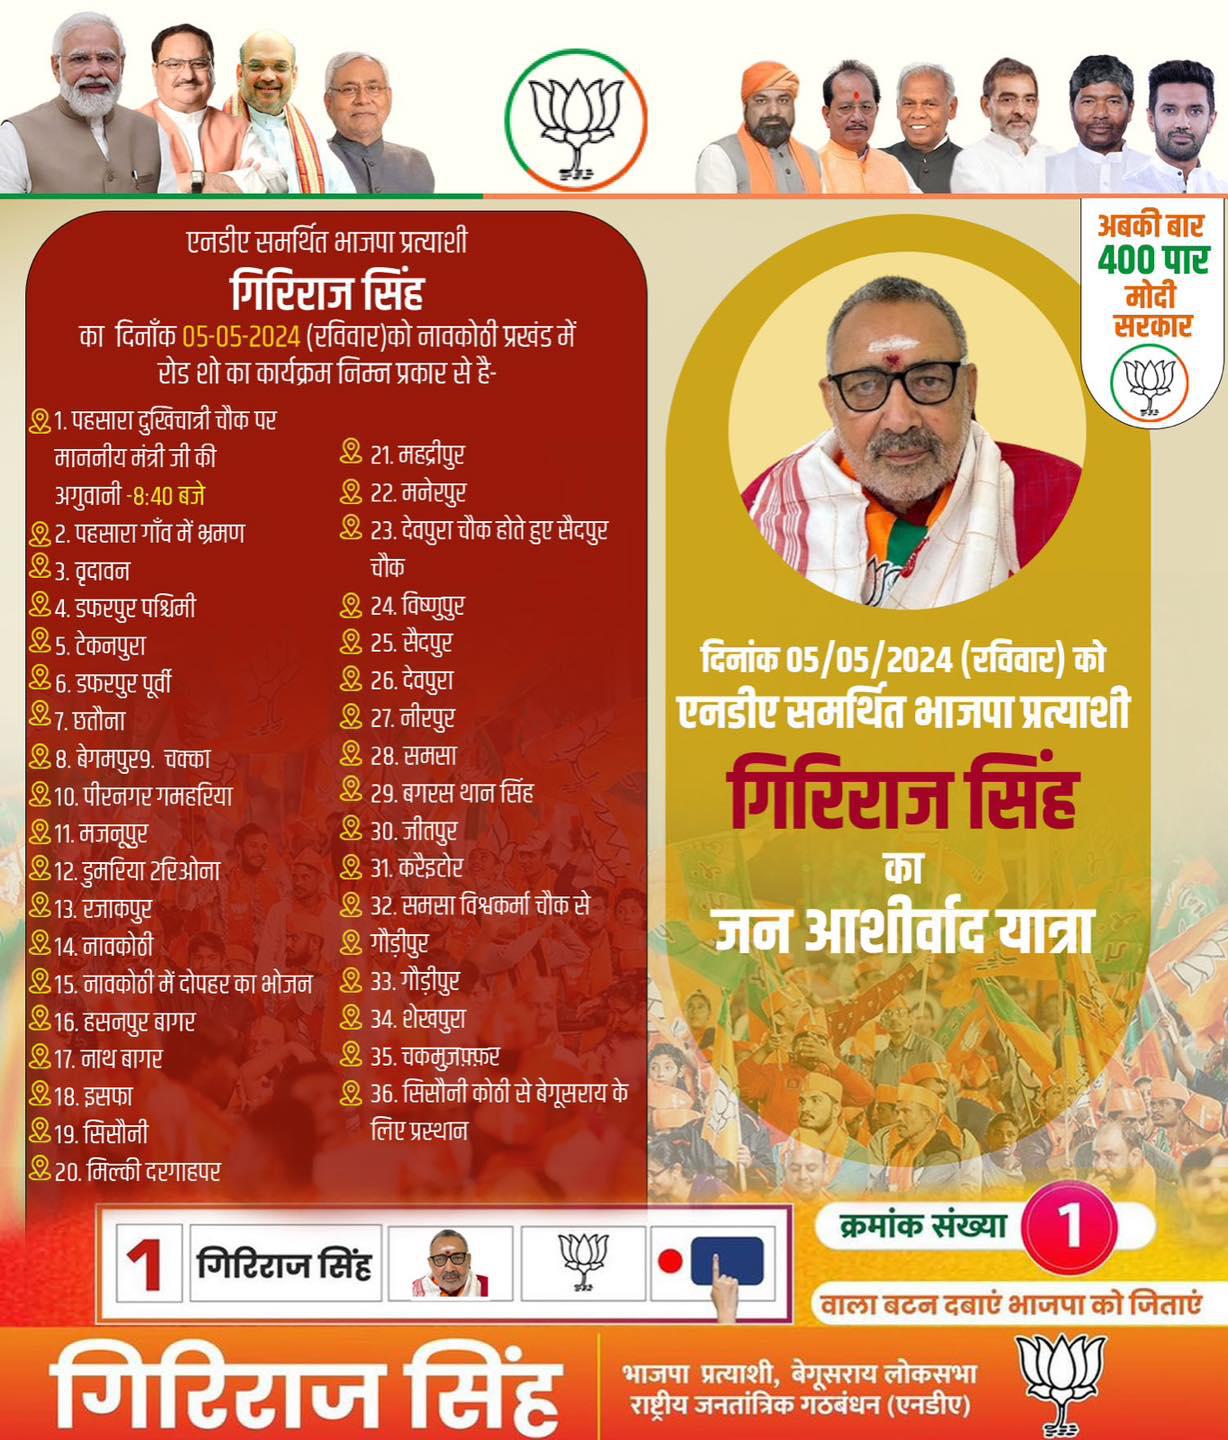 एनडीए समर्थित भाजपा प्रत्याशी
गिरिराज सिंह
का दिनाँक 05-05-2024 (रविवार)को नावकोठी प्रखंड में
रोड शो का कार्यक्रम निम्न प्रकार से है-
1. पहसारा दुखिचात्री चौक पर
माननीय मंत्री जी की
अगुवानी -8:40 बजे
2. पहसारा गाँव में भ्रमण
3. वृदावन
4. डफरपुर पश्चिमी
5. टेकनपुरा
6. डफरपुर पूर्वी
7. छतौना
8. बेगमपुर9. चक्का
10. पीरनगर गमहरिया
11. मजनूपुर
12. डुमरिया 2रिओना
13. रजाकपुर
14. नावकोठी
15. नावकोठी में दोपहर का भोजन
16. हसनपुर बागर
17. नाथ बागर
18. इसफा
19. सिसौनी
20. मिल्की दरगाहपर
21. महद्रीपुर
22. मनेरपुर
23. देवपुरा चौक होते हुए सैदपुर
चौक
24. विष्णुपुर
25. सैदपुर
26. देवपुरा
27. नीरपुर
28. समसा
29. बगरस थान सिंह
30. जीतपुर
31. करैइटोर
32. समसा विश्वकर्मा चौक से
गौड़ीपुर
33. गौड़ीपुर
34. शेखपुरा
35. चकमुज़फ़्फ़र
36. सिसौनी कोठी से बेगूसराय के
लिए प्रस्थान
अबकी बार
400 पार
मोदी
सरकार
दिनांक 05/05/2024 (रविवार) को
एनडीए समर्थित भाजपा प्रत्याशी
गिरिराज सिंह
का
जन आशीर्वाद यात्रा
1 गिरिराज सिंह
क्रमांक संख्या 1
वाला बटन दबाएं भाजपा को जिताएं
गिरिराज सिंह
भाजपा प्रत्याशी, बेगूसराय लोकसभा
राष्ट्रीय जनतांत्रिक गठबंधन (एनडीए)